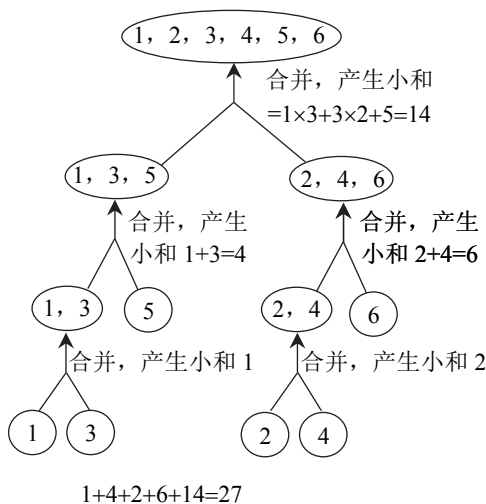 1，2，3，4，5，6
合并，产生小和
=1×3+3×2+5=14
1，3，5
2，4，6
合并，产生
小和 1+3=4
合并，产生
小和 2+4=6
1，3
5
2，4
6
合并，产生小和 1
合并，产生小和 2
1
3
2
4
1+4+2+6+14=27